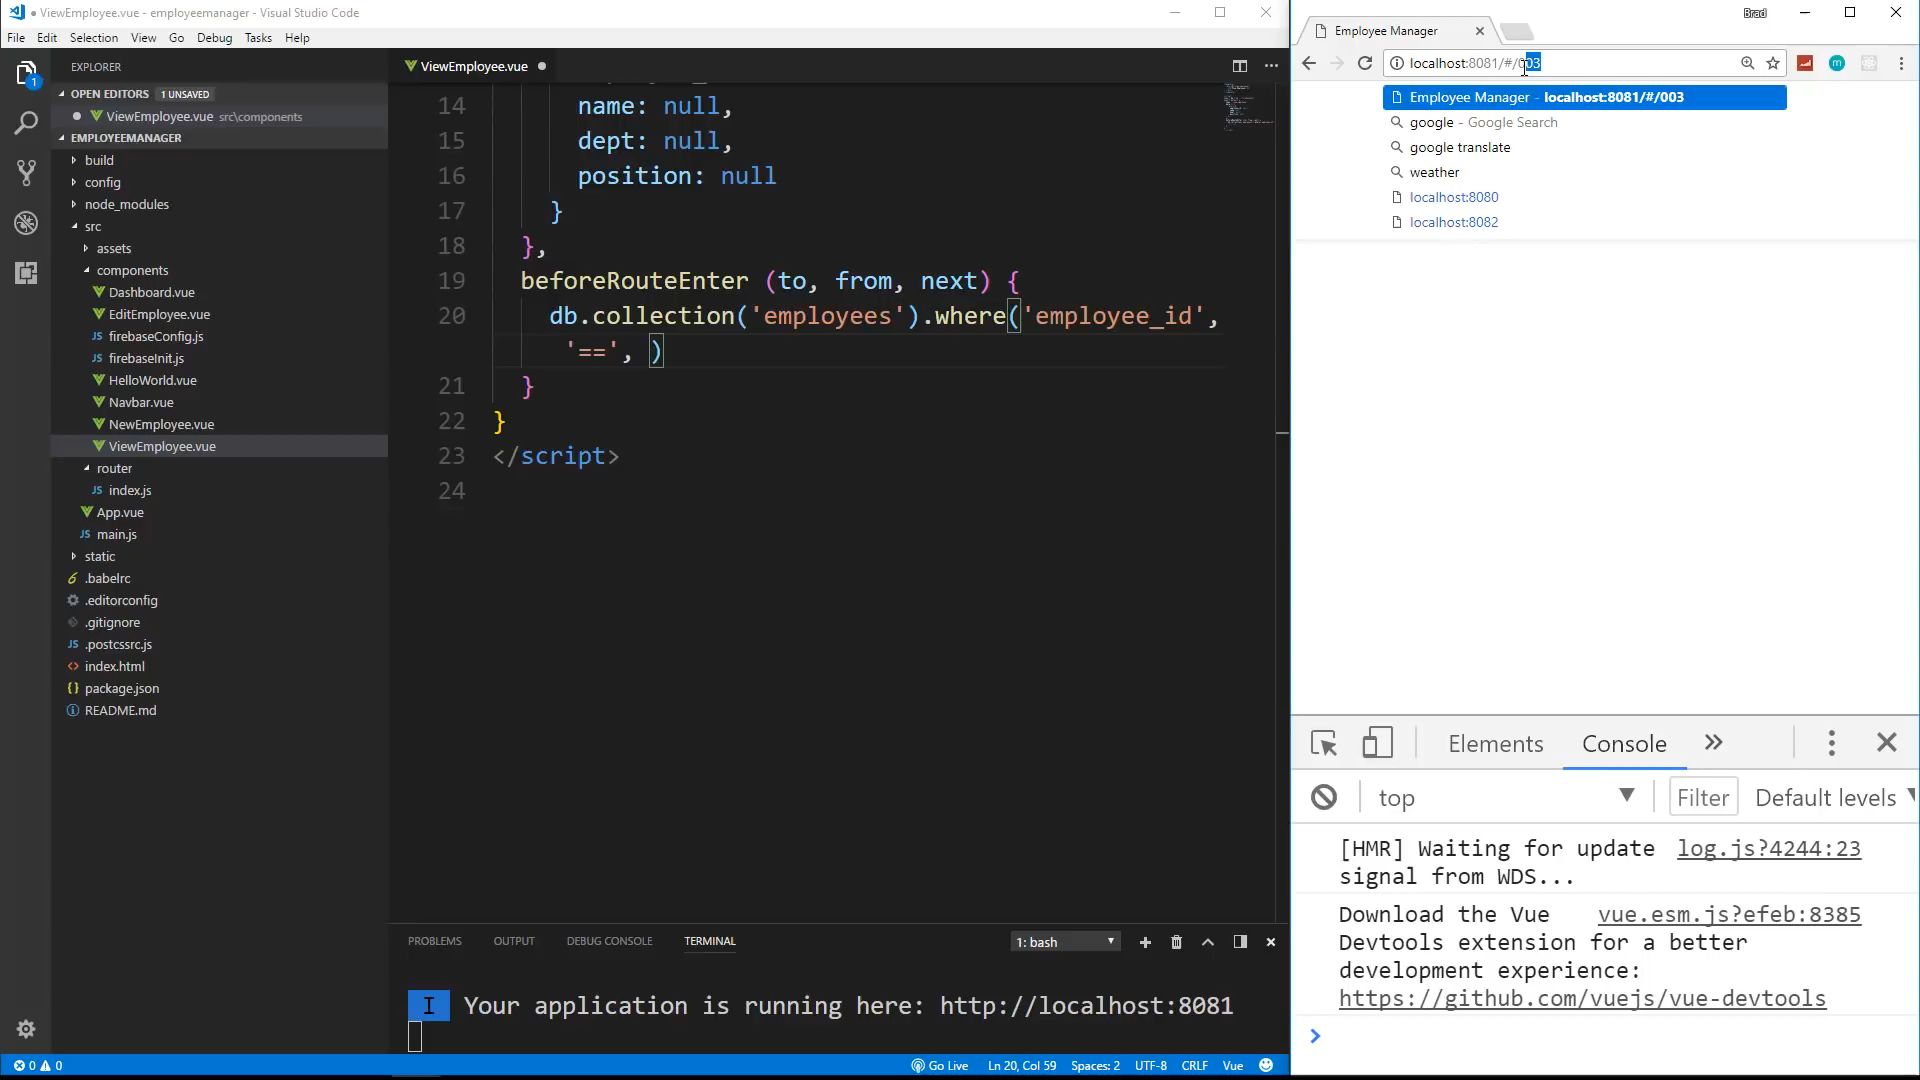 ViewEmployee.vue - employeemanager - Visual Studio Code
File Edit Selection View Go Debug Tasks Help
EXPLORER
OPEN EDITORS 1 UNSAVED
ViewEmployee.vue src\components
EMPLOYEEMANAGER
build
config
node_modules
src
assets
components
Dashboard.vue
EditEmployee.vue
JS firebaseConfig.js
JS firebaseInit.js
HelloWorld.vue
Navbar.vue
NewEmployee.vue
ViewEmployee.vue
router
JS index.js
App.vue
JS main.js
static
.babelrc
.editorconfig
.gitignore
JS .postcssrc.js
index.html
package.json
README.md
1
ViewEmployee.vue
14 name: null,
15 dept: null,
16 position: null
17 }
18 },
19 beforeRouteEnter (to, from, next) {
20 db.collection('employees').where('employee_id',
'==', )
21 }
22 }
23 </script>
24
PROBLEMS OUTPUT DEBUG CONSOLE TERMINAL 1: bash
I Your application is running here: http://localhost:8081
0 0 Go Live Ln 20, Col 59 Spaces: 2 UTF-8 CRLF Vue
Brad
Employee Manager
localhost:8081/#/003
Employee Manager - localhost:8081/#/003
google - Google Search
google translate
weather
localhost:8080
localhost:8082
Elements Console
top Filter Default levels
[HMR] Waiting for update log.js?4244:23
signal from WDS...
Download the Vue vue.esm.js?efeb:8385
Devtools extension for a better
development experience:
https://github.com/vuejs/vue-devtools